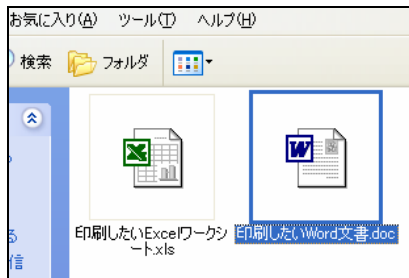 お気に入り(A) ツール(T) ヘルプ(H)
検索 フォルダ
印刷したいExcelワークシ
ート.xls
印刷したいWord文書.doc
る
信